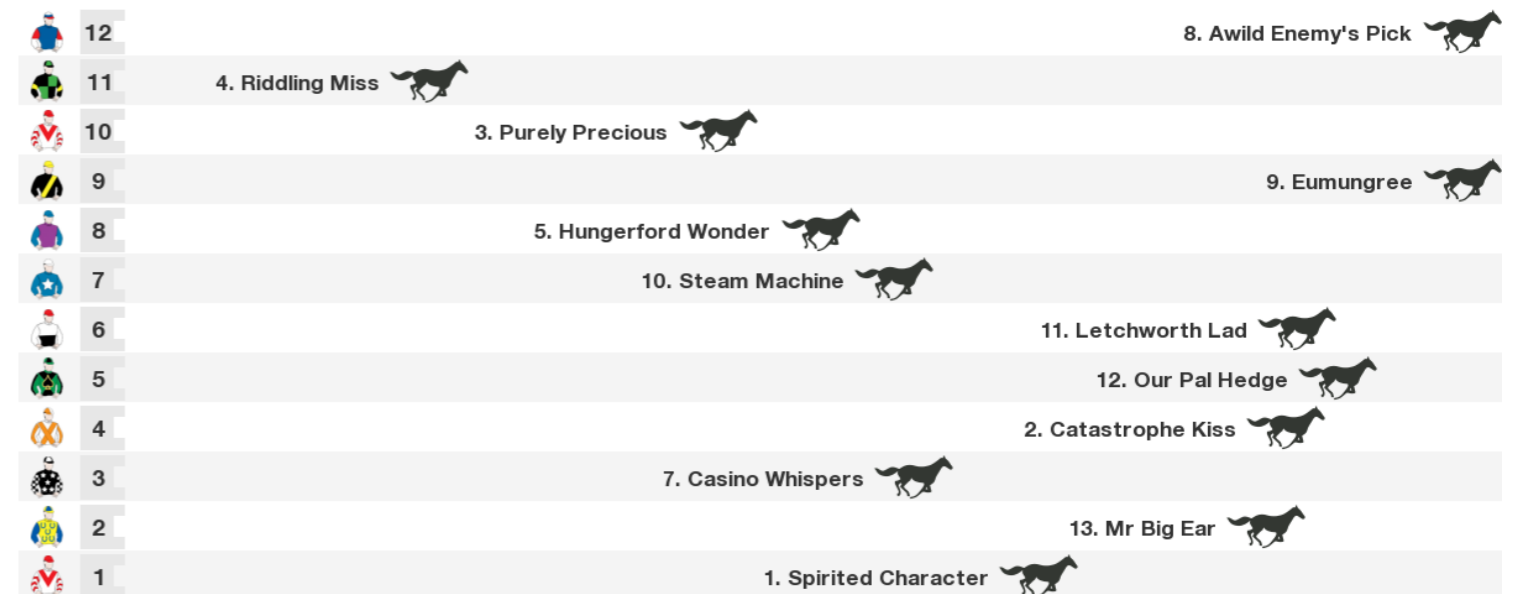 12 8. Awild Enemy's Pick
11 4. Riddling Miss
10 3. Purely Precious
9 9. Eumungree
8 5. Hungerford Wonder
7 10. Steam Machine
6 11. Letchworth Lad
5 12. Our Pal Hedge
4 2. Catastrophe Kiss
3 7. Casino Whispers
2 13. Mr Big Ear
1 1. Spirited Character